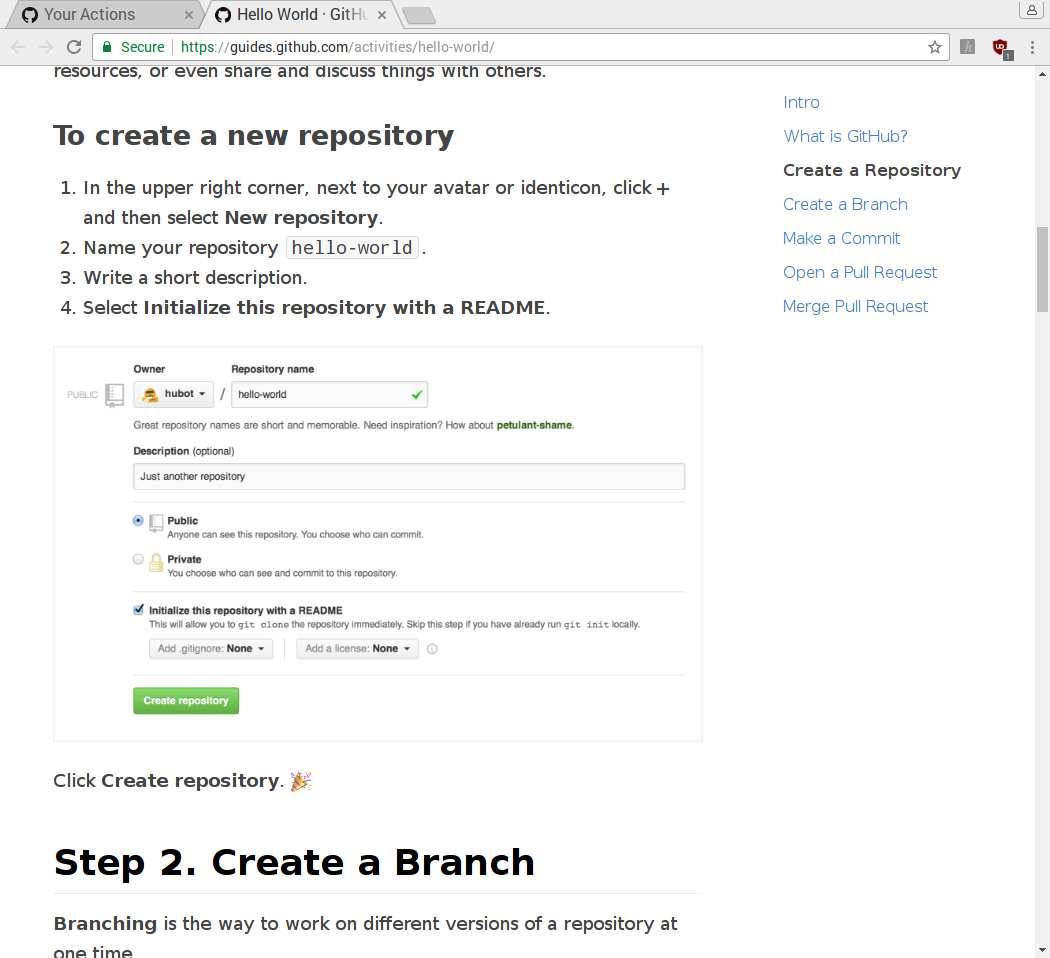 Your Actions
Hello World · GitHu
Secure
https://guides.github.com/activities/hello-world/
resources, or even share and discuss things with others.
To create a new repository
1. In the upper right corner, next to your avatar or identicon, click +
and then select New repository.
2. Name your repository hello-world.
3. Write a short description.
4. Select Initialize this repository with a README.
Owner Repository name
PUBLIC hubot / hello-world
Great repository names are short and memorable. Need inspiration? How about petulant-shame.
Description (optional)
Just another repository
Public
Anyone can see this repository. You choose who can commit.
Private
You choose who can see and commit to this repository.
Initialize this repository with a README
This will allow you to git clone the repository immediately. Skip this step if you have already run git init locally.
Add .gitignore: None Add a license: None
Create repository
Click Create repository. 🎉
Step 2. Create a Branch
Branching is the way to work on different versions of a repository at
one time.
Intro
What is GitHub?
Create a Repository
Create a Branch
Make a Commit
Open a Pull Request
Merge Pull Request